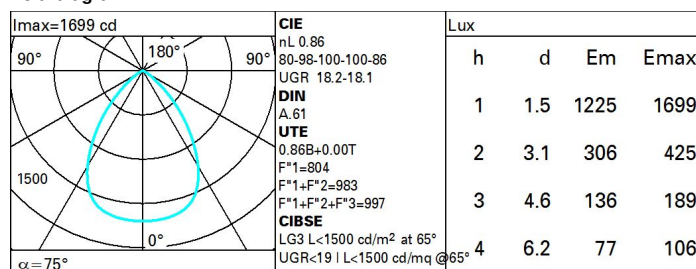 Imax=1699 cd
90°
180°
90°
1500
0°
α=75°
CIE
nL 0.86
80-98-100-100-86
UGR 18.2-18.1
DIN
A.61
UTE
0.86B+0.00T
F"1=804
F"1+F"2=983
F"1+F"2+F"3=997
CIBSE
LG3 L<1500 cd/m² at 65°
UGR<19 | L<1500 cd/mq @65°
Lux
h d Em Emax
1 1.5 1225 1699
2 3.1 306 425
3 4.6 136 189
4 6.2 77 106